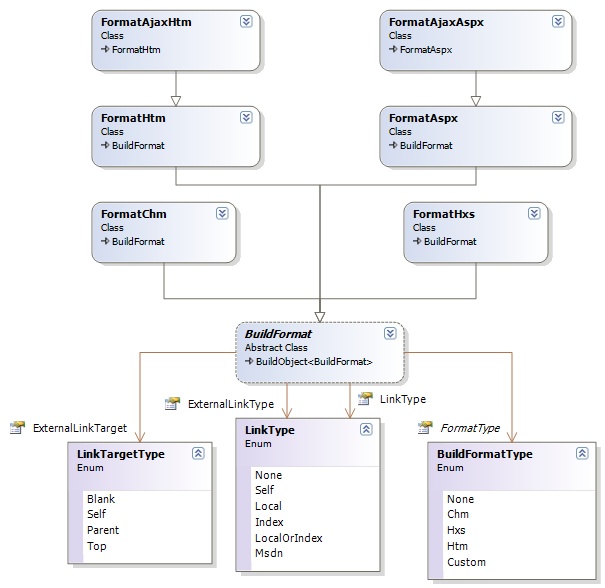 FormatAjaxHtm
Class
FormatHtm
FormatAjaxAspx
Class
FormatAspx
FormatHtm
Class
BuildFormat
FormatAspx
Class
BuildFormat
FormatChm
Class
BuildFormat
FormatHxs
Class
BuildFormat
BuildFormat
Abstract Class
BuildObject<BuildFormat>
ExternalLinkTarget
ExternalLinkType
LinkType
FormatType
LinkTargetType
Enum
Blank
Self
Parent
Top
LinkType
Enum
None
Self
Local
Index
LocalOrIndex
Msdn
BuildFormatType
Enum
None
Chm
Hxs
Htm
Custom